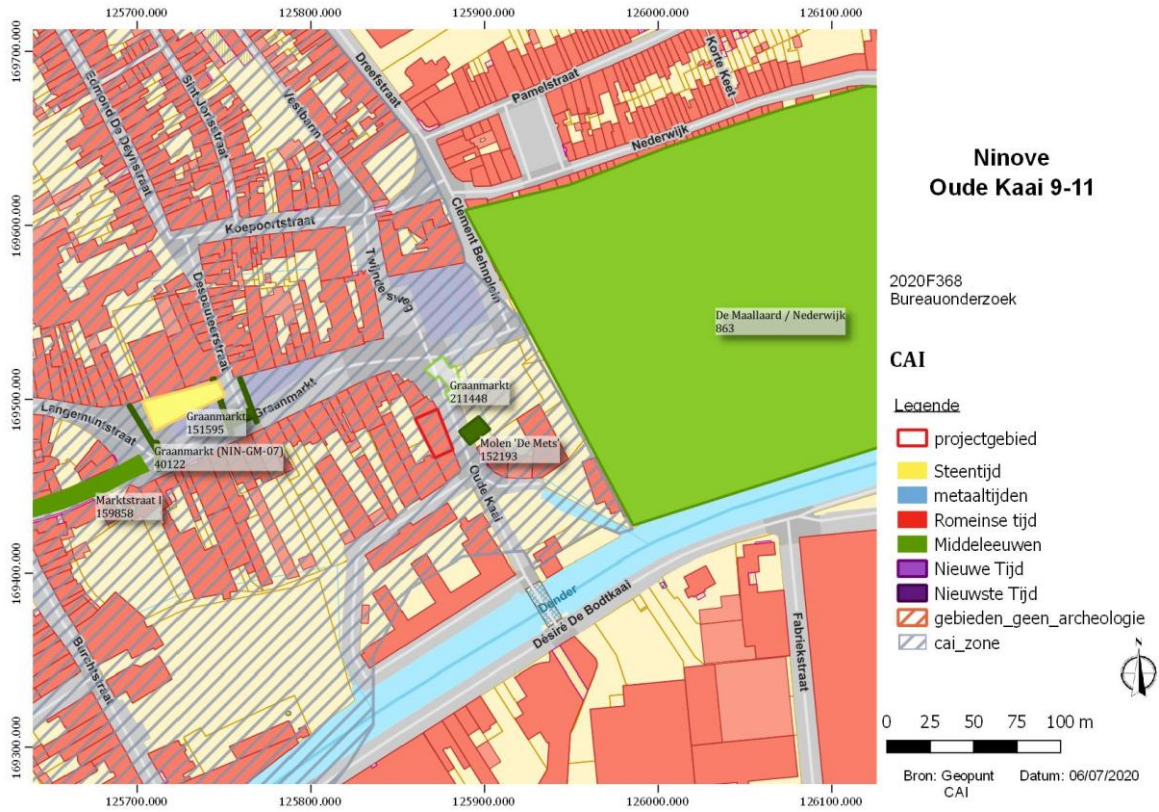 125700.000
125800.000
125900.000
126000.000
126100.000
169700.000
169600.000
169500.000
169400.000
169300.000
Edmond De Deynstraat
Sint-Jorisstraat
Vestbarm
Dreefstraat
Pamelstraat
Korte Keet
Nederwijk
Koepoortstraat
Clement Behnplein
Twijndersweg
Despauteerstraat
De Maallaard / Nederwijk
863
Graanmarkt
Graanmarkt
211448
Langemuntstraat
Graanmarkt
151595
Graanmarkt (NIN-GM-07)
40122
Molen 'De Mets'
152193
Marktstraat I
159858
Oude Kaai
Dender
Désiré De Bodtkaai
Burchtstraat
Fabriekstraat
125700.000
125800.000
125900.000
126000.000
126100.000
Ninove
Oude Kaai 9-11
2020F368
Bureauonderzoek
CAI
Legende
projectgebied
Steentijd
metaaltijden
Romeinse tijd
Middeleeuwen
Nieuwe Tijd
Nieuwste Tijd
gebieden_geen_archeologie
cai_zone
N
0 25 50 75 100 m
Bron: Geopunt Datum: 06/07/2020
CAI